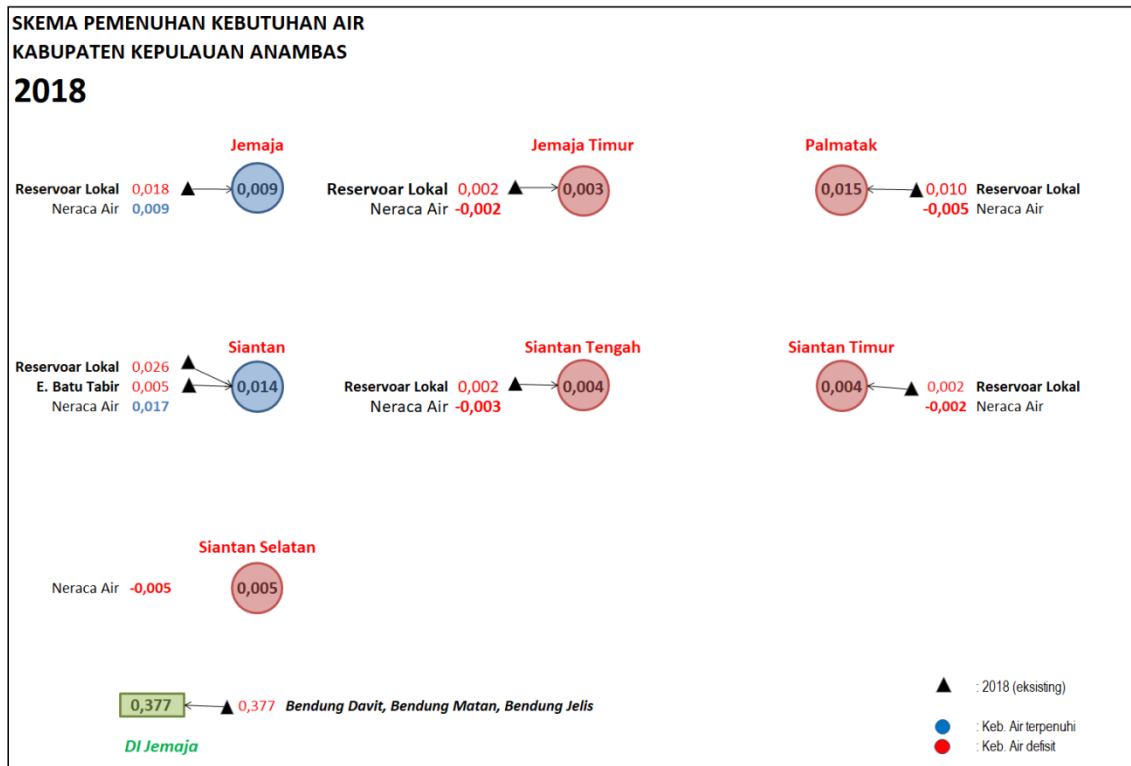 SKEMA PEMENUHAN KEBUTUHAN AIR
KABUPATEN KEPULAUAN ANAMBAS
2018
Jemaja
Reservoar Lokal 0,018 0,009
Neraca Air 0,009
Jemaja Timur
Reservoar Lokal 0,002 0,003
Neraca Air -0,002
Palmatak
0,015 0,010 Reservoar Lokal
-0,005 Neraca Air
Siantan
Reservoar Lokal 0,026
E. Batu Tabir 0,005 0,014
Neraca Air 0,017
Siantan Tengah
Reservoar Lokal 0,002 0,004
Neraca Air -0,003
Siantan Timur
0,004 0,002 Reservoar Lokal
-0,002 Neraca Air
Siantan Selatan
Neraca Air -0,005 0,005
0,377 0,377 Bendung Davit, Bendung Matan, Bendung Jelis
DI Jemaja
: 2018 (eksisting)
: Keb. Air terpenuhi
: Keb. Air defisit